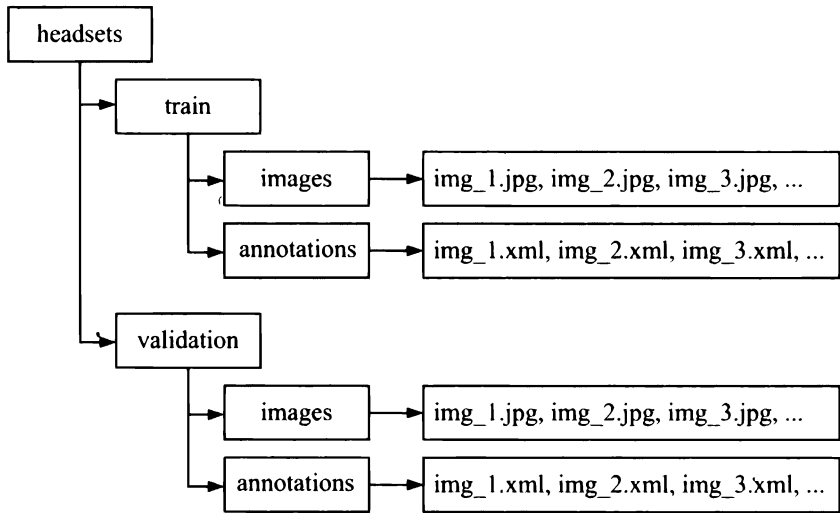 headsets
train
images
img_1.jpg, img_2.jpg, img_3.jpg, ...
annotations
img_1.xml, img_2.xml, img_3.xml, ...
validation
images
img_1.jpg, img_2.jpg, img_3.jpg, ...
annotations
img_1.xml, img_2.xml, img_3.xml, ...